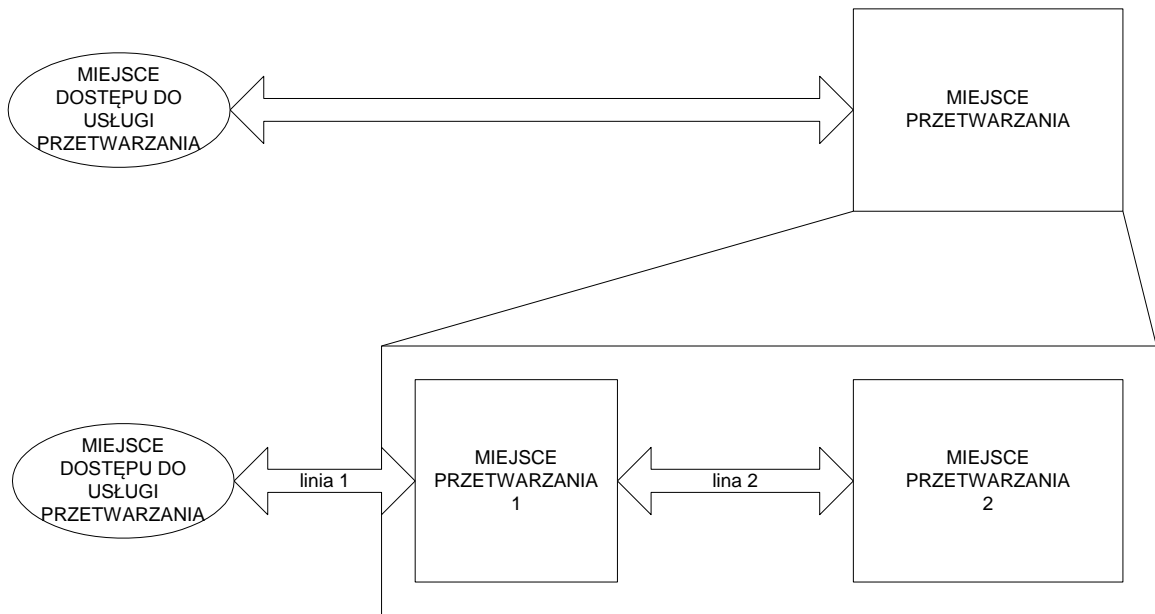 MIEJSCE
DOSTĘPU DO
USŁUGI
PRZETWARZANIA
MIEJSCE
PRZETWARZANIA
MIEJSCE
DOSTĘPU DO
USŁUGI
PRZETWARZANIA
linia 1
MIEJSCE
PRZETWARZANIA
1
lina 2
MIEJSCE
PRZETWARZANIA
2